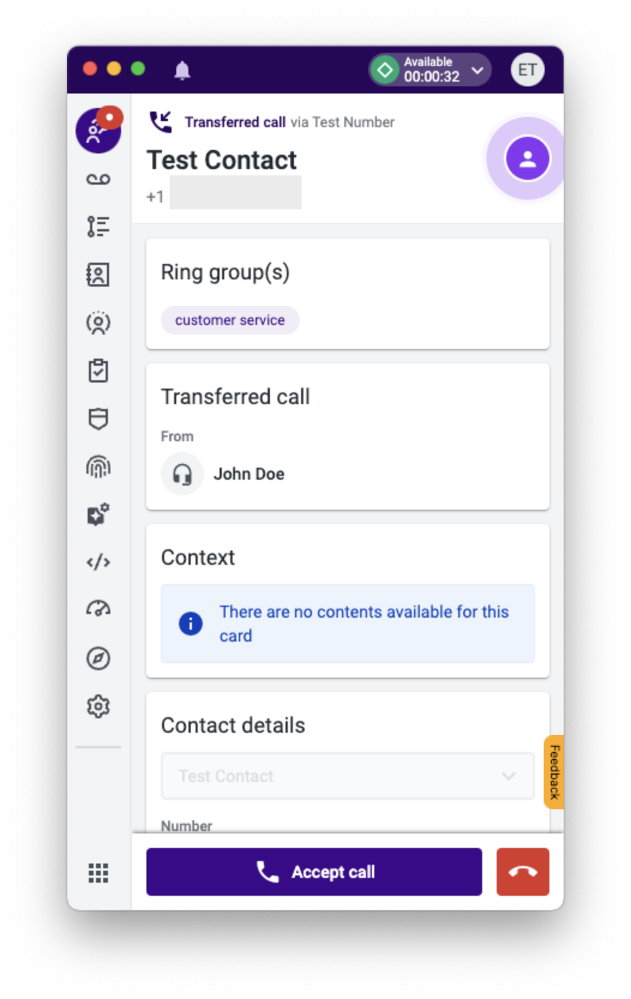 Available
00:00:32
ET
Transferred call via Test Number
Test Contact
+1
Ring group(s)
customer service
Transferred call
From
John Doe
Context
There are no contents available for this
card
Contact details
Test Contact
Feedback
Number
Accept call